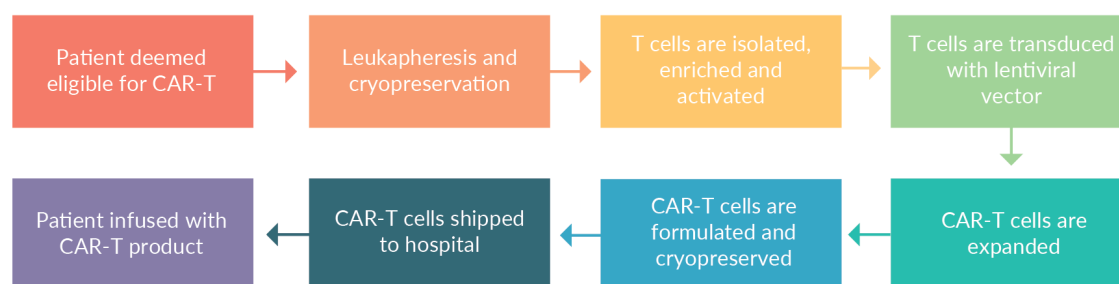 Patient deemed
eligible for CAR-T
Leukapheresis and
cryopreservation
T cells are isolated,
enriched and
activated
T cells are transduced
with lentiviral
vector
CAR-T cells are
expanded
CAR-T cells are
formulated and
cryopreserved
CAR-T cells shipped
to hospital
Patient infused with
CAR-T product